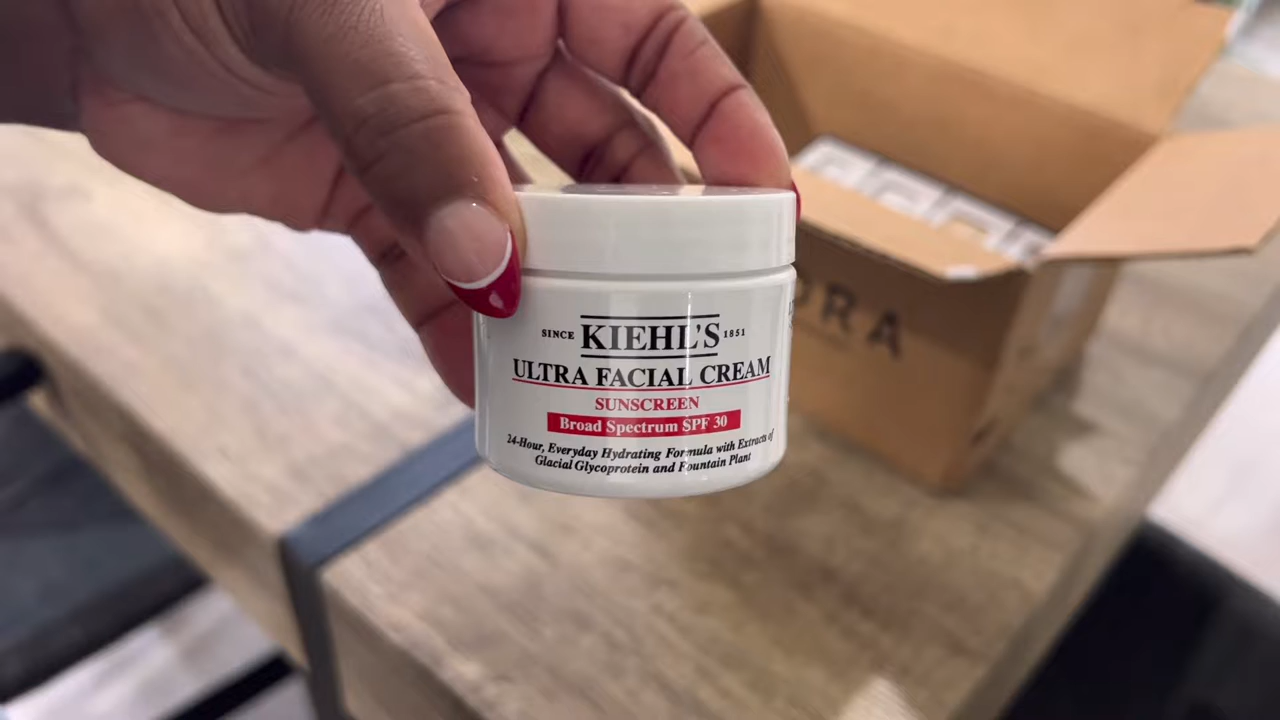 SINCE KIEHL'S 1851
ULTRA FACIAL CREAM
SUNSCREEN
Broad Spectrum SPF 30
24-Hour, Everyday Hydrating Formula with Extracts of
Glacial Glycoprotein and Fountain Plant